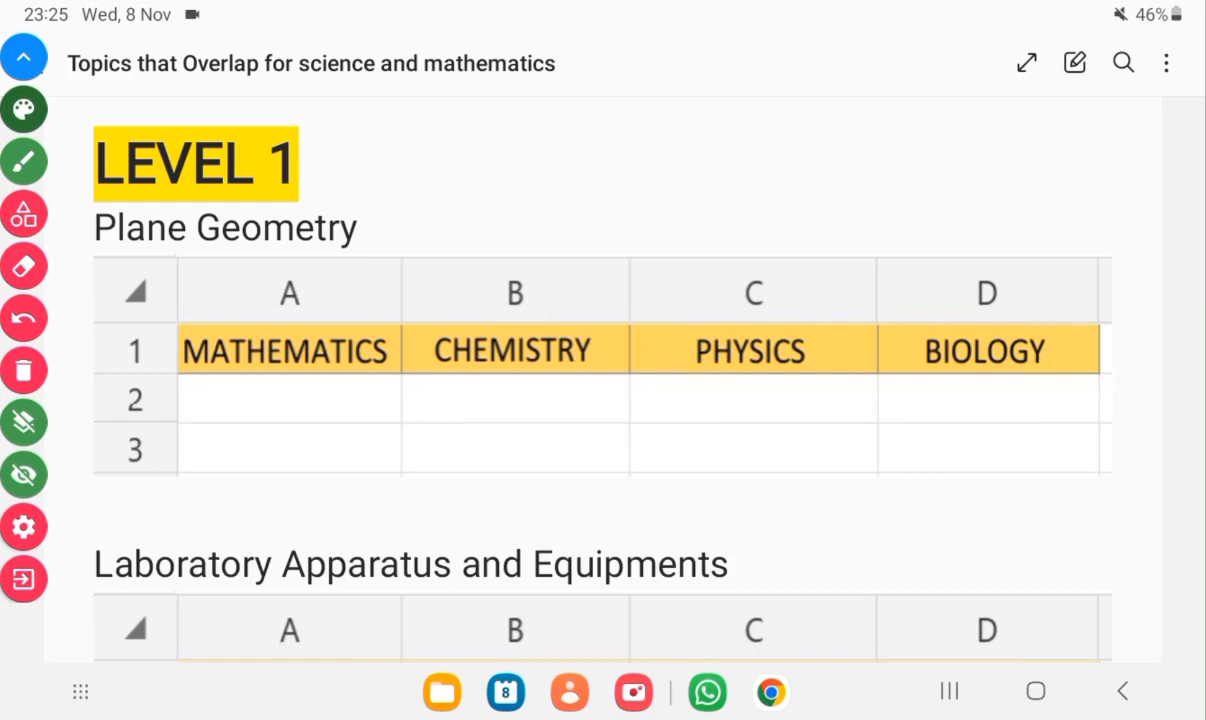 23:25 Wed, 8 Nov 46%
Topics that Overlap for science and mathematics
LEVEL 1
Plane Geometry
A B C D
1 MATHEMATICS CHEMISTRY PHYSICS BIOLOGY
2
3
Laboratory Apparatus and Equipments
A B C D
8